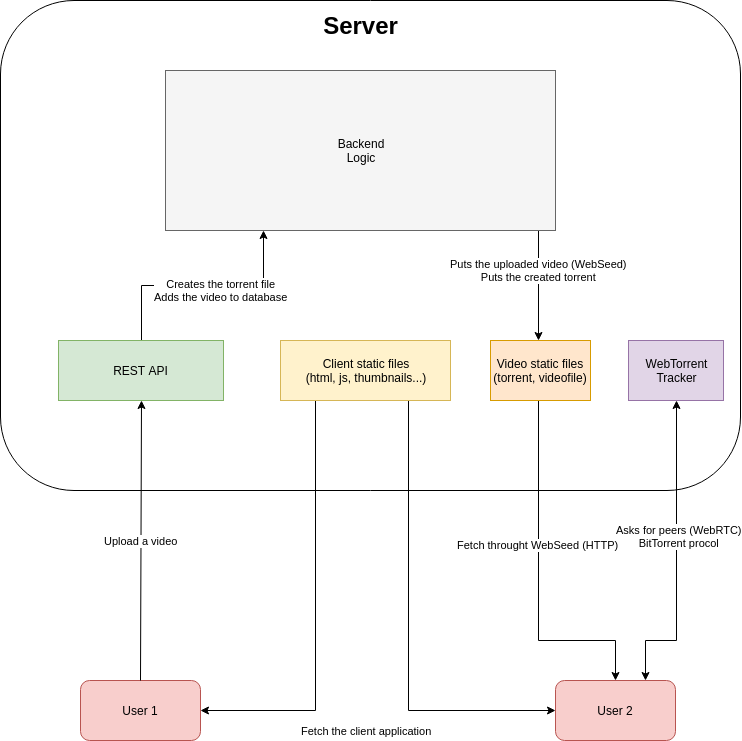 Server
Backend
Logic
Creates the torrent file
Adds the video to database
Puts the uploaded video (WebSeed)
Puts the created torrent
REST API
Client static files
(html, js, thumbnails...)
Video static files
(torrent, videofile)
WebTorrent
Tracker
Upload a video
Fetch throught WebSeed (HTTP)
Asks for peers (WebRTC)
BitTorrent procol
User 1
User 2
Fetch the client application